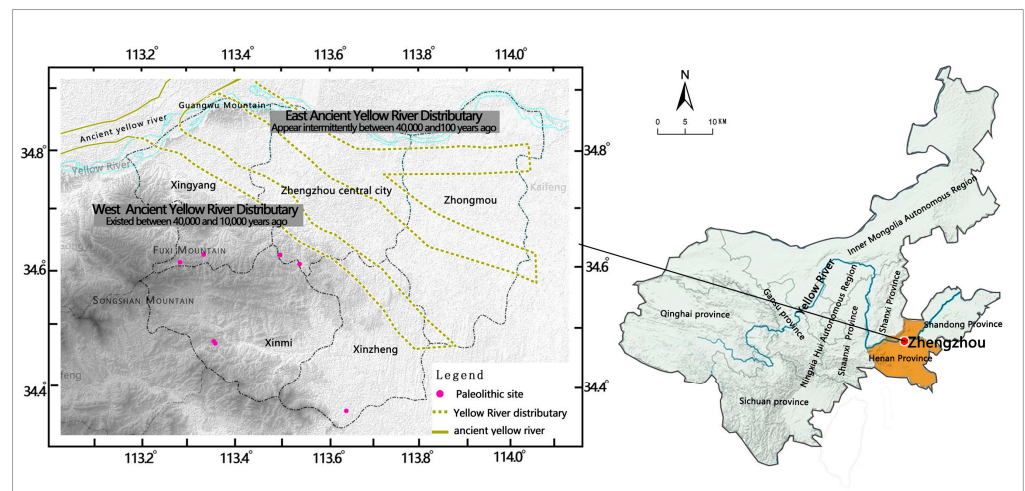 113.2°
113.4°
113.6°
113.8°
114.0°
34.8°
34.6°
34.4°
Guangwu Mountain
East Ancient Yellow River Distributary
Appear intermittently between 40,000 and100 years ago
Ancient yellow river
Yellow River
Kaifeng
Xingyang
Zhengzhou central city
Zhongmou
West Ancient Yellow River Distributary
Existed between 40,000 and 10,000 years ago
FUXI MOUNTAIN
SONGSHAN MOUNTAIN
Xinmi
Xinzheng
feng
Legend
Paleolithic site
Yellow River distributary
ancient yellow river
34.8°
34.6°
34.4°
113.2°
113.4°
113.6°
113.8°
114.0°
N
0 5 10 KM
Inner Mongolia Autonomous Region
Yellow River
Gansu province
Qinghai province
Ningxia Hui Autonomous Region
Shaanxi Province
Shanxi Province
Shandong Province
Zhengzhou
Henan Province
Sichuan province